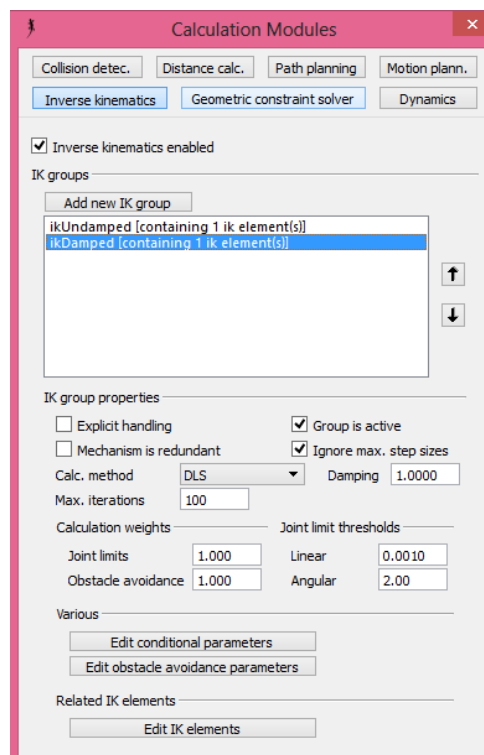 Calculation Modules
Collision detec. Distance calc. Path planning Motion plann.
Inverse kinematics Geometric constraint solver Dynamics
Inverse kinematics enabled
IK groups
Add new IK group
ikUndamped [containing 1 ik element(s)]
ikDamped [containing 1 ik element(s)]
IK group properties
Explicit handling Group is active
Mechanism is redundant Ignore max. step sizes
Calc. method DLS Damping 1.0000
Max. iterations 100
Calculation weights Joint limit thresholds
Joint limits 1.000 Linear 0.0010
Obstacle avoidance 1.000 Angular 2.00
Various
Edit conditional parameters
Edit obstacle avoidance parameters
Related IK elements
Edit IK elements